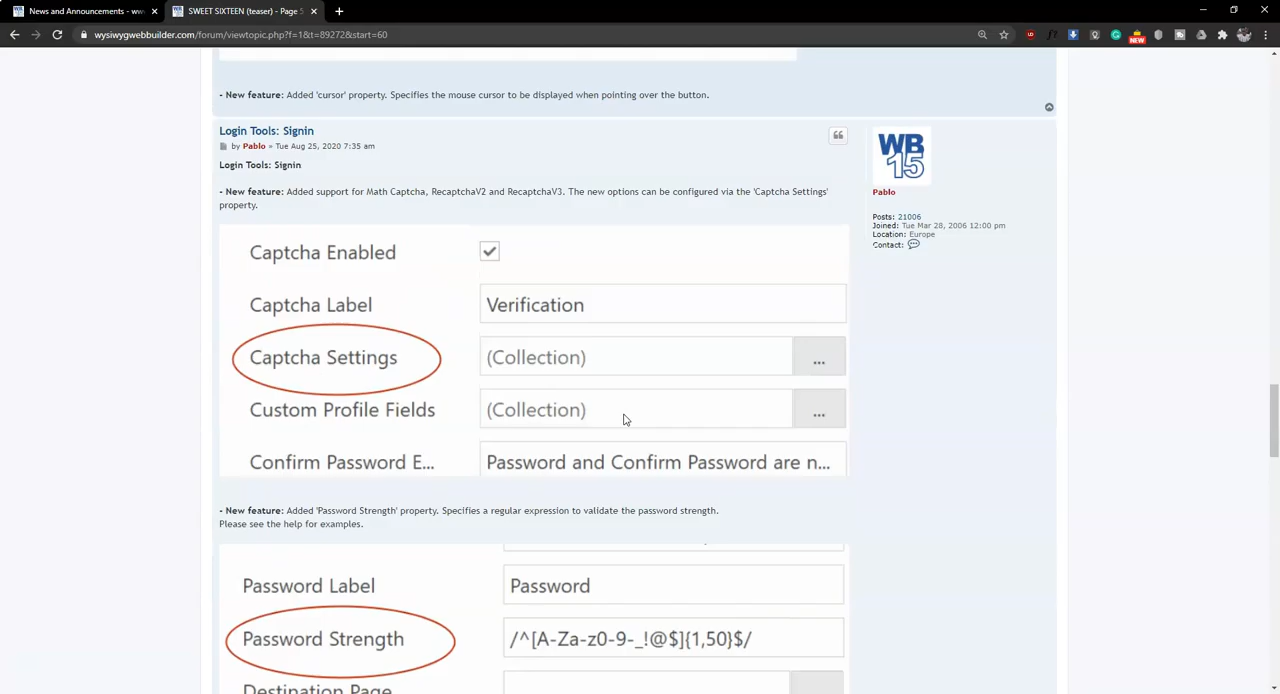 News and Announcements - ww
SWEET SIXTEEN (teaser) - Page 5
wysiwygwebbuilder.com/forum/viewtopic.php?f=1&t=89272&start=60
NEW
- New feature: Added 'cursor' property. Specifies the mouse cursor to be displayed when pointing over the button.
Login Tools: Signin
by Pablo » Tue Aug 25, 2020 7:35 am
Login Tools: Signin
- New feature: Added support for Math Captcha, RecaptchaV2 and RecaptchaV3. The new options can be configured via the 'Captcha Settings'
property.
WB
15
Pablo
Posts: 21006
Joined: Tue Mar 28, 2006 12:00 pm
Location: Europe
Contact:
Captcha Enabled
Captcha Label Verification
Captcha Settings (Collection) ...
Custom Profile Fields (Collection) ...
Confirm Password E... Password and Confirm Password are n...
- New feature: Added 'Password Strength' property. Specifies a regular expression to validate the password strength.
Please see the help for examples.
Password Label Password
Password Strength /^[A-Za-z0-9-_!@$]{1,50}$/
Destination Page